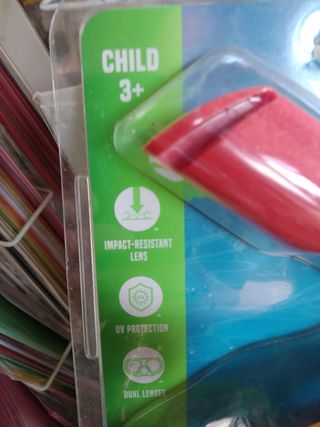 CHILD
3+
IMPACT-RESISTANT
LENS
UV PROTECTION
DUAL LENSES